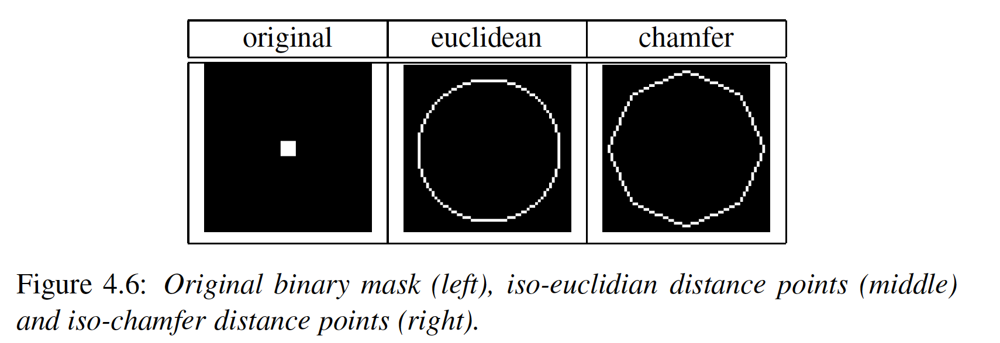 original euclidean chamfer
Figure 4.6: Original binary mask (left), iso-euclidian distance points (middle)
and iso-chamfer distance points (right).